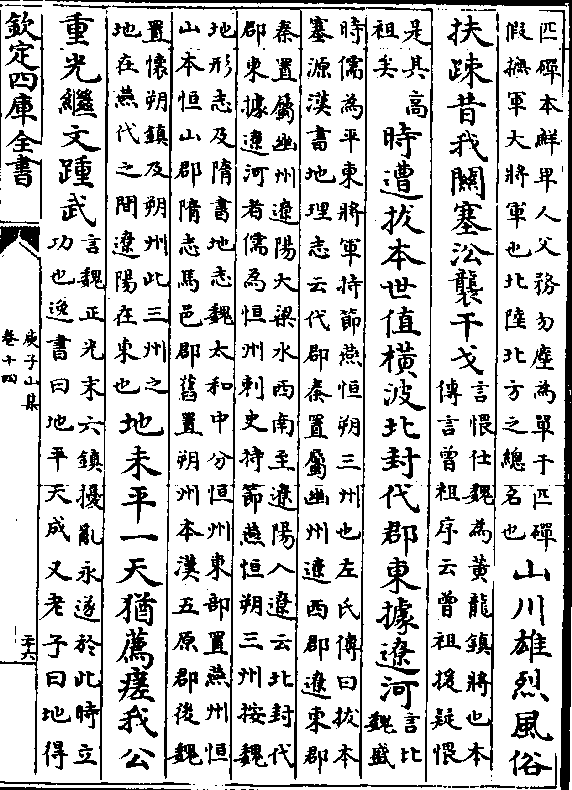 匹磾本鮮卑人父務勿塵為單于匹磾
假撫軍大將軍也北陸北方之總名也
山川雄烈風俗
扶踈昔我關塞㳂襲干戈
言愄仕魏為黄龍鎮將也本
傳言曾祖序云曾祖後疑愄
是其高
祖矣
時遭拔本世值橫波北封代郡東據遼河
言比
魏盛
時儒為平東將軍持節燕恒朔三州也左氏傳曰拔本
塞源漢書地理志云代郡秦置屬幽州遼西郡遼東郡
秦置屬幽州遼陽大梁水西南至遼陽入遼云北封代
郡東據遼河者儒為恒州刺史持節燕恒朔三州按魏
地形志及隋書地志魏太和中分恒州東部置燕州恒
山本恒山郡隋志馬邑郡舊置朔州本漢五原郡後魏
置懷朔鎮及朔州此三州之
地在燕代之間遼陽在東也
地未平一天猶薦瘥我公
重光繼文踵武
言魏正光末六鎮擾亂永遂於此時立
功也逸書曰地平天成又老子曰地得
欽定四庫全書
庾子山集
卷十四
二十六